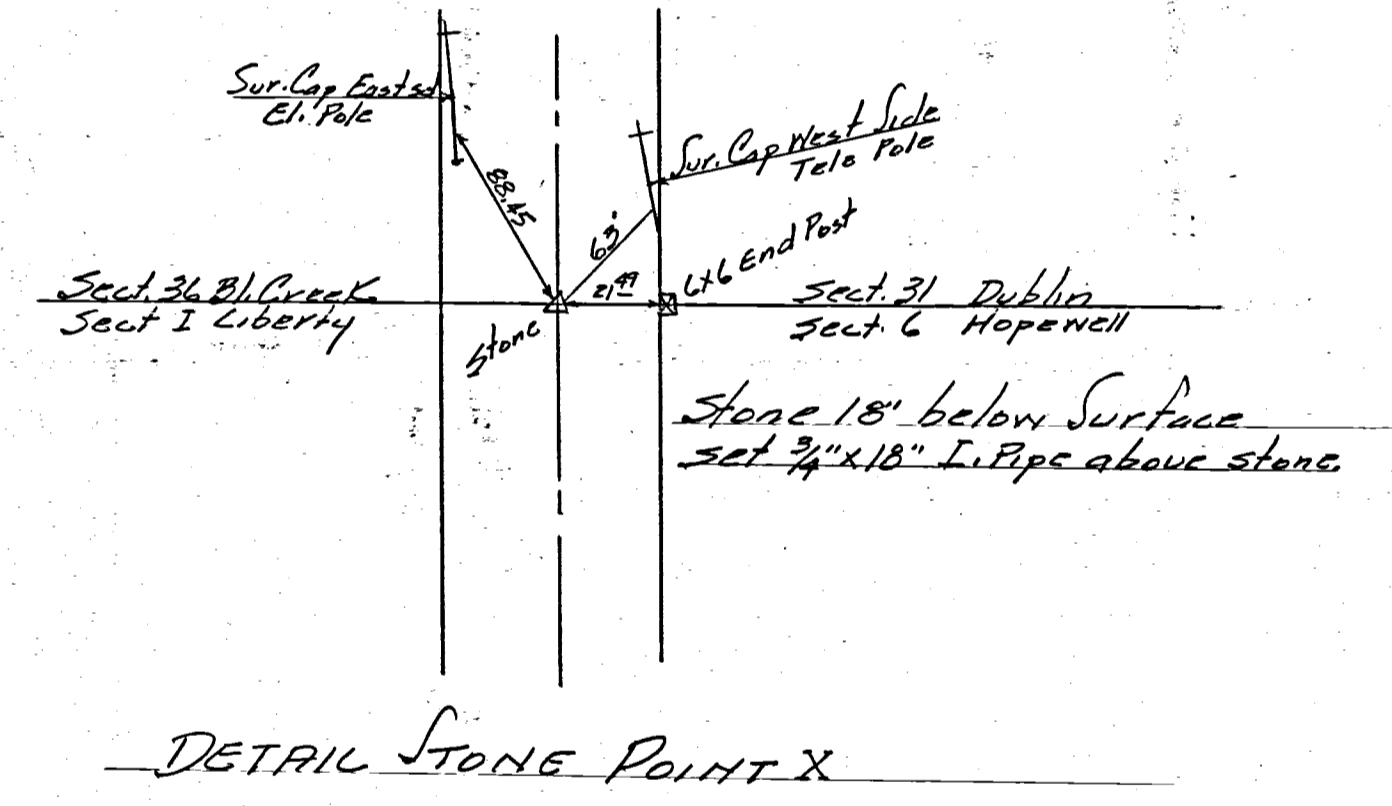 Sur. Cap East sd
El. Pole
Sur. Cap West Side
Tele Pole
88.45
63'
21.49
6x6 End Post
Sect. 36 Bl. Creek
Sect I Liberty
Stone
Sect. 31 Dublin
Sect. 6 Hopewell
Stone 18" below Surface
set 3/4" x 18" I. Pipe above stone.
DETAIL STONE POINT X